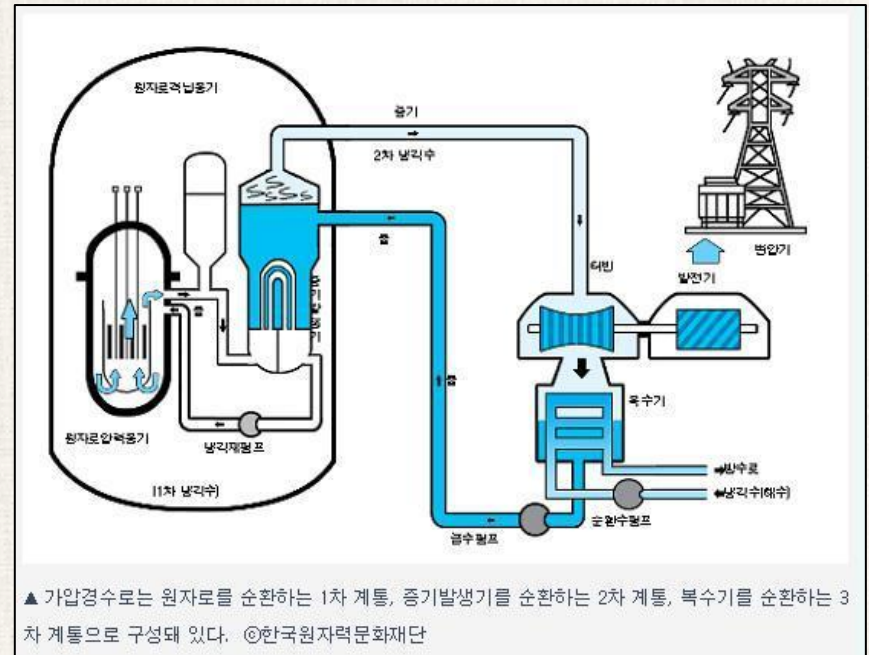 원자로격납용기
증기
2차 냉각수
물
터빈
변압기
발전기
증기발생기
물
물
복수기
원자로압력용기
냉각재펌프
방수로
(1차 냉각수)
냉각수(해수)
급수펌프
순환수펌프
▲ 가압경수로는 원자로를 순환하는 1차 계통, 증기발생기를 순환하는 2차 계통, 복수기를 순환하는 3
차 계통으로 구성돼 있다. ⓒ한국원자력문화재단